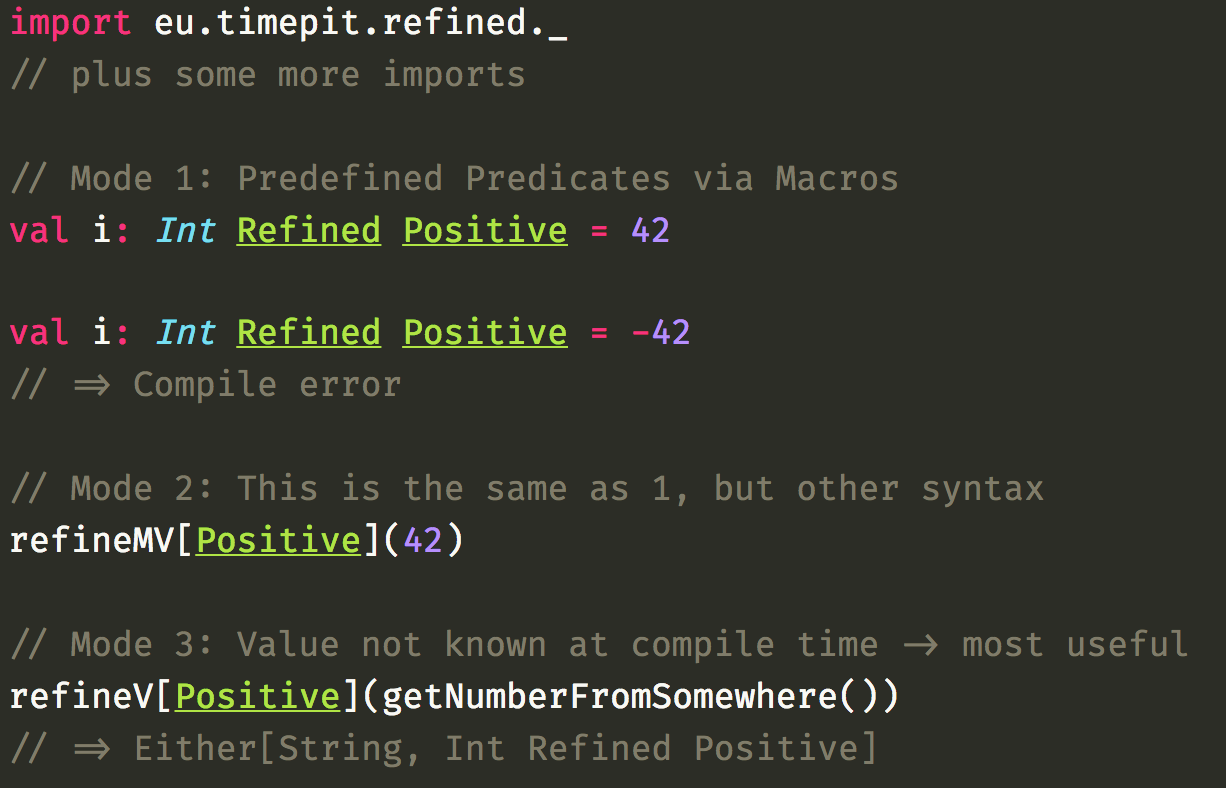 import eu.timepit.refined._
// plus some more imports
// Mode 1: Predefined Predicates via Macros
val i: Int Refined Positive = 42
val i: Int Refined Positive = -42
// => Compile error
// Mode 2: This is the same as 1, but other syntax
refineMV[Positive](42)
// Mode 3: Value not known at compile time -> most useful
refineV[Positive](getNumberFromSomewhere())
// => Either[String, Int Refined Positive]